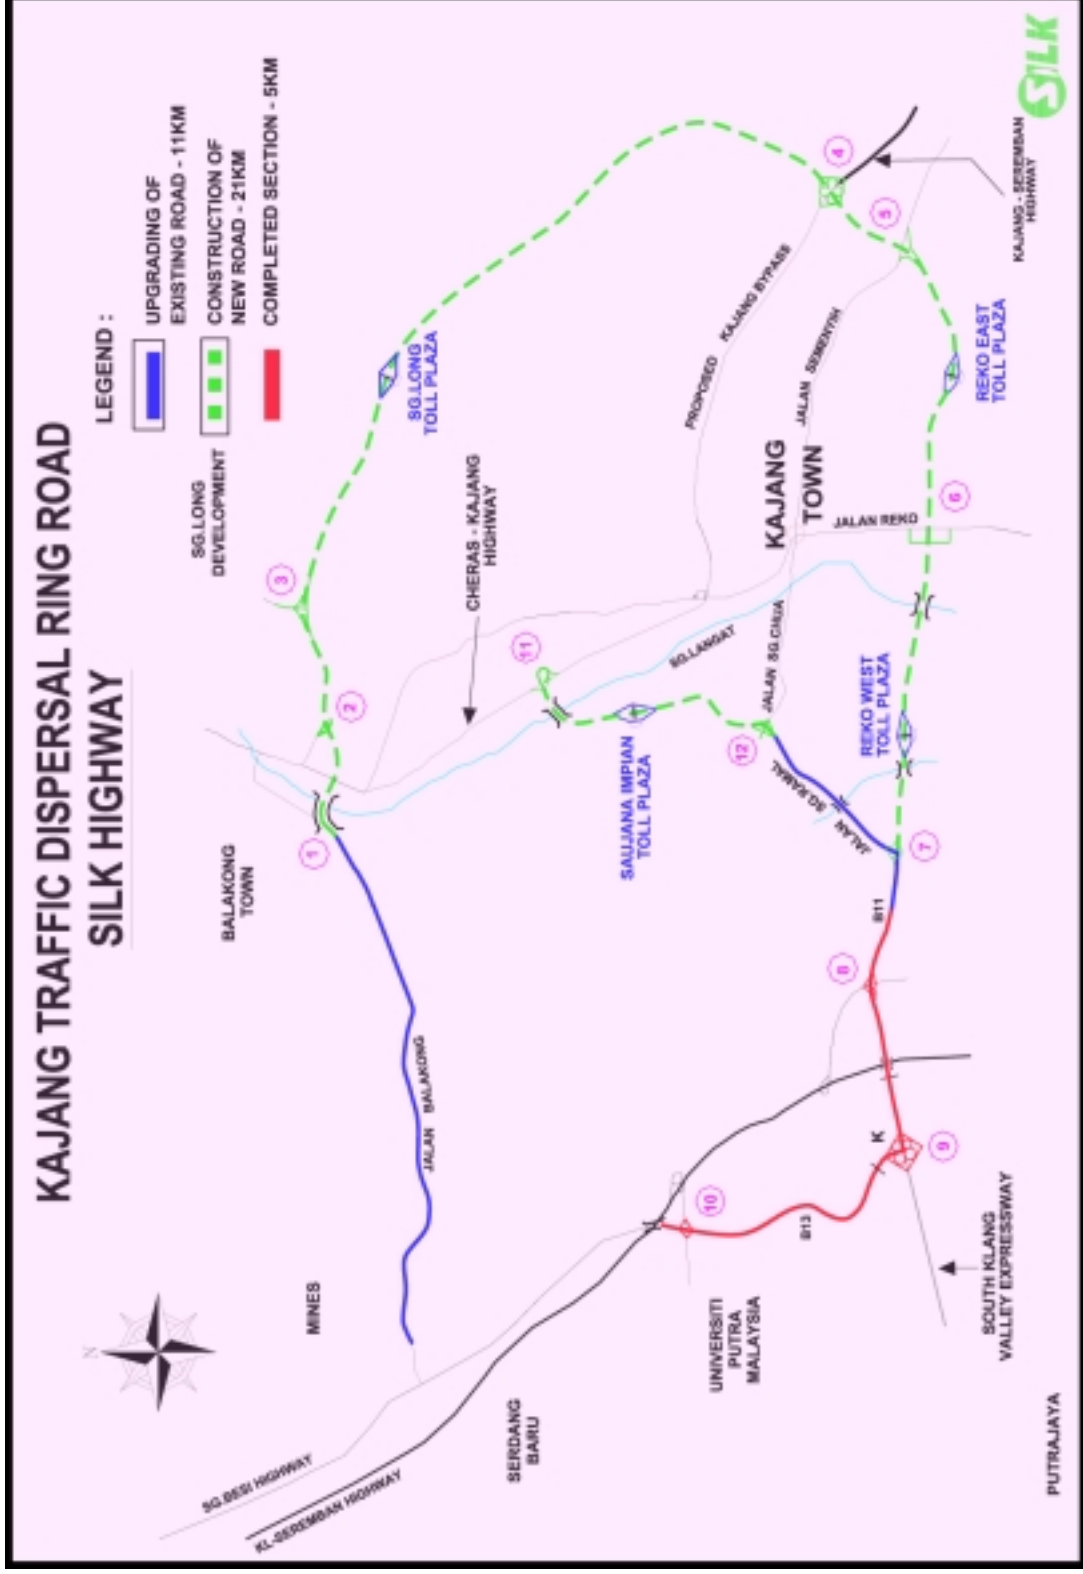 KAJANG TRAFFIC DISPERSAL RING ROAD
SILK HIGHWAY
LEGEND :
UPGRADING OF
EXISTING ROAD - 11KM
CONSTRUCTION OF
NEW ROAD - 21KM
COMPLETED SECTION - 5KM
N
SG.BESI HIGHWAY
KL-SEREMBAN HIGHWAY
MINES
SERDANG
BARU
JALAN BALAKONG
BALAKONG
TOWN
1
2
3
SG.LONG
DEVELOPMENT
CHERAS - KAJANG
HIGHWAY
SG.LONG
TOLL PLAZA
11
SG.LANGAT
SAUJANA IMPIAN
TOLL PLAZA
12
JALAN SG.CHUA
JALAN SG.RAMAL
PROPOSED KAJANG BYPASS
JALAN SEMENYIH
KAJANG
TOWN
JALAN REKO
4
5
KAJANG - SEREMBAN
HIGHWAY
REKO EAST
TOLL PLAZA
6
REKO WEST
TOLL PLAZA
7
B11
8
K
9
10
B13
UNIVERSITI
PUTRA
MALAYSIA
SOUTH KLANG
VALLEY EXPRESSWAY
PUTRAJAYA
SILK